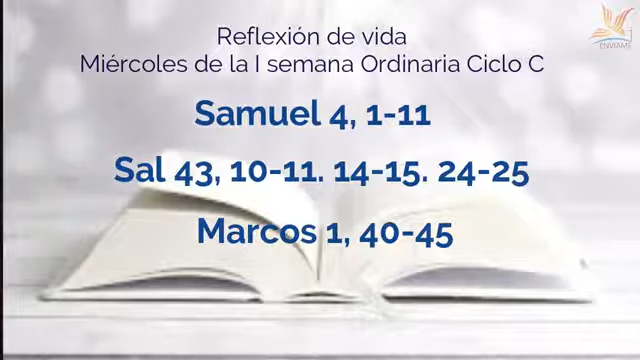 Reflexión de vida
Miércoles de la I semana Ordinaria Ciclo C
Samuel 4, 1-11
Sal 43, 10-11. 14-15. 24-25
Marcos 1, 40-45
ENVIAME